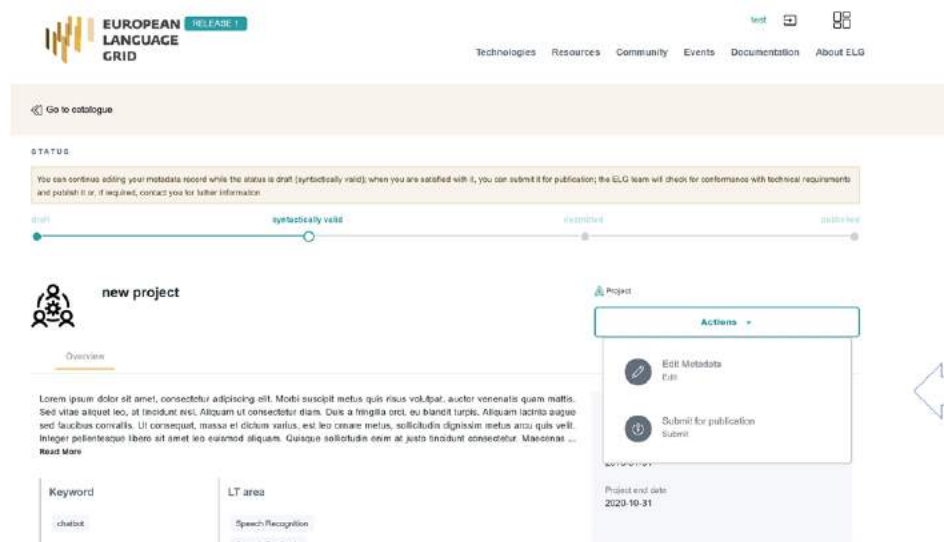 EUROPEAN
LANGUAGE
GRID
RELEASE 1
test
Technologies Resources Community Events Documentation About ELG
Go to catalogue
STATUS
You can continue editing your metadata record while the status is draft (syntactically valid); when you are satisfied with it, you can submit it for publication; the ELG team will check for conformance with technical requirements
and publish it or, if required, contact you for futher information
draft syntactically valid submitted published
new project
Project
Actions
Edit Metadata
Edit
Submit for publication
Submit
Overview
Lorem ipsum dolor sit amet, consectetur adipiscing elit. Morbi suscipit metus quis risus volutpat, auctor venenatis quam mattis.
Sed vitae aliquet leo, at tincidunt nisl. Aliquam ut consectetur diam. Duis a fringilla orci, eu blandit turpis. Aliquam lacinia augue
sed faucibus convallis. Ut consequat, massa et dictum varius, est leo ornare metus, sollicitudin dignissim metus arcu quis velit.
Integer pellentesque libero sit amet leo euismod aliquam. Quisque sollicitudin enim at justo tincidunt consectetur. Maecenas ...
Read More
Project end date
2020-10-31
Keyword
chatbot
LT area
Speech Recognition